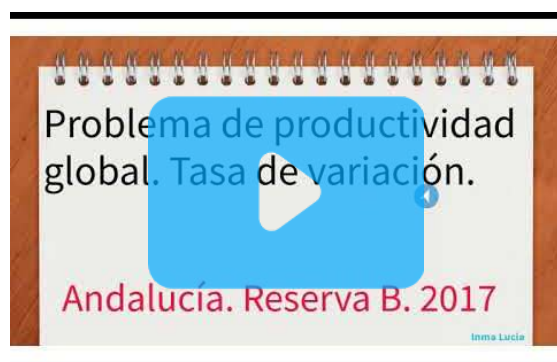 Problema de productividad
global. Tasa de variación.
Andalucía. Reserva B. 2017
Inma Lucía